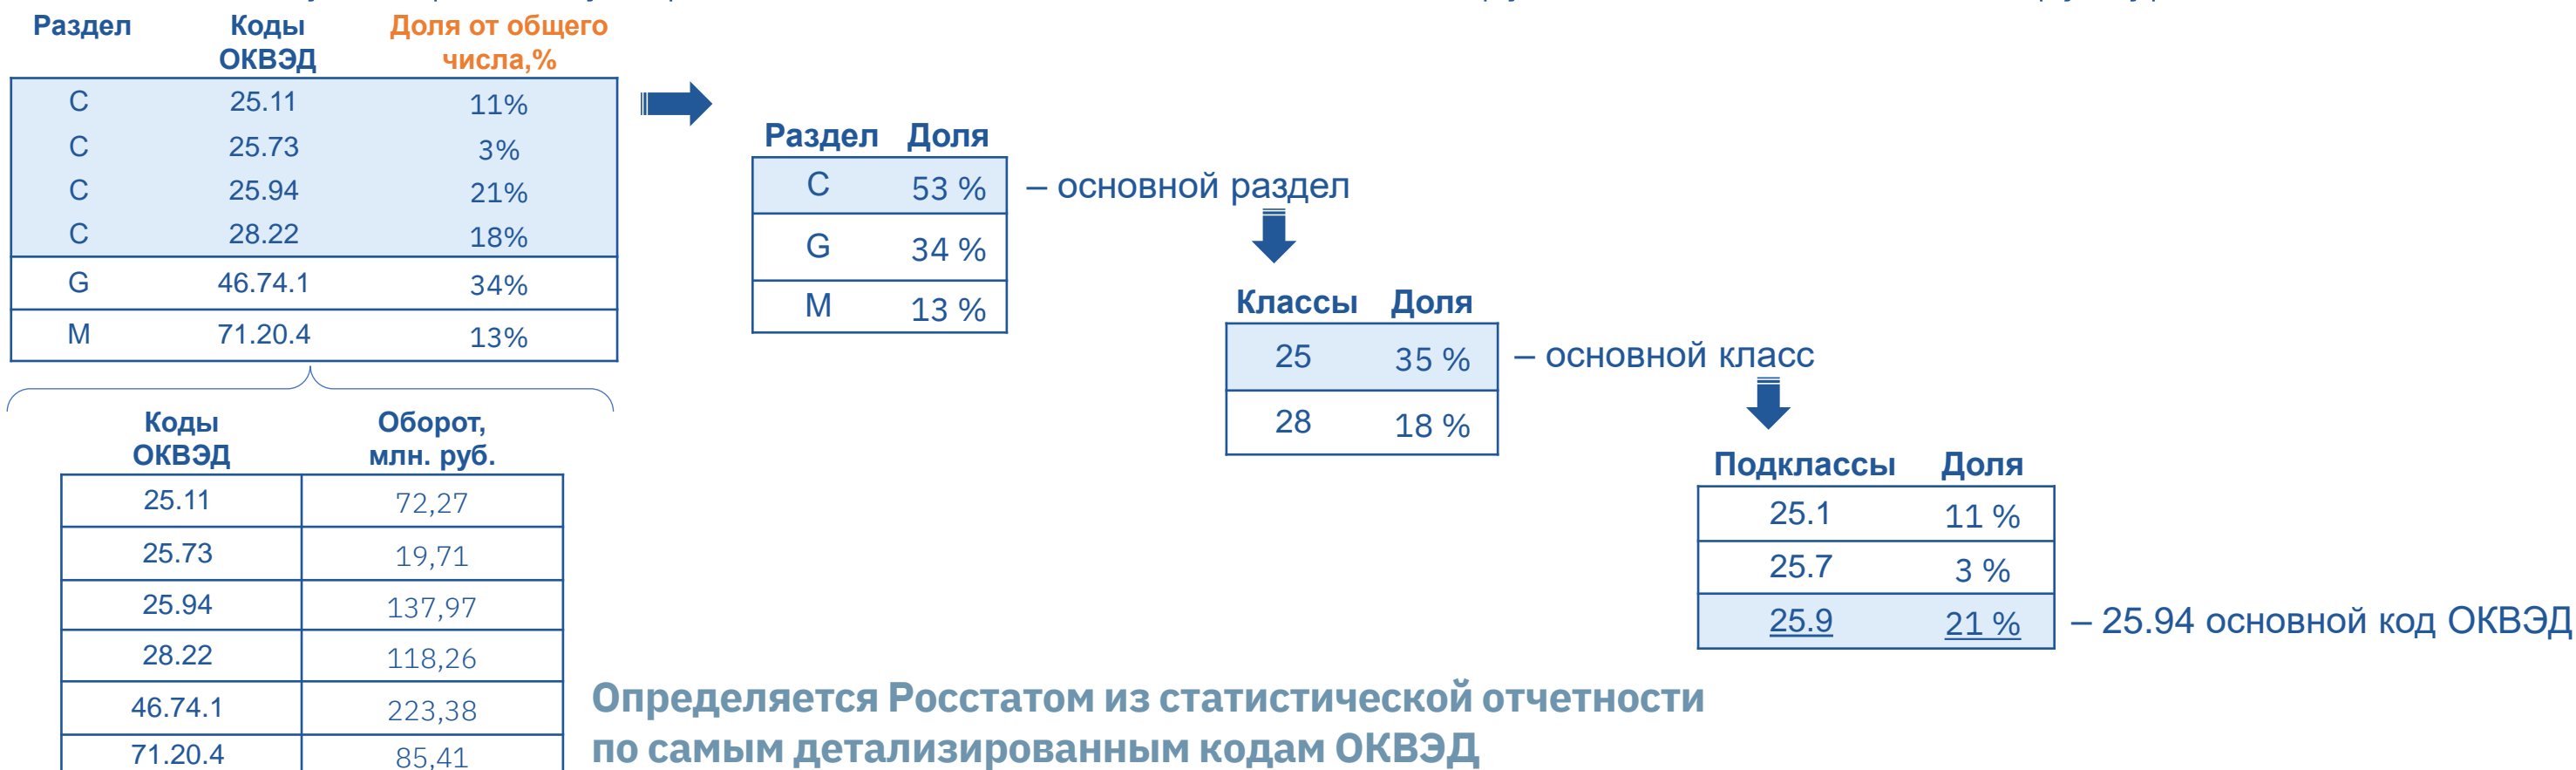 Раздел Коды ОКВЭД Доля от общего числа,%
С 25.11 11%
С 25.73 3%
С 25.94 21%
С 28.22 18%
G 46.74.1 34%
М 71.20.4 13%
Раздел Доля
С 53 % – основной раздел
G 34 %
М 13 %
Классы Доля
25 35 % – основной класс
28 18 %
Подклассы Доля
25.1 11 %
25.7 3 %
25.9 21 % – 25.94 основной код ОКВЭД
Коды ОКВЭД Оборот, млн. руб.
25.11 72,27
25.73 19,71
25.94 137,97
28.22 118,26
46.74.1 223,38
71.20.4 85,41
Определяется Росстатом из статистической отчетности
по самым детализированным кодам ОКВЭД